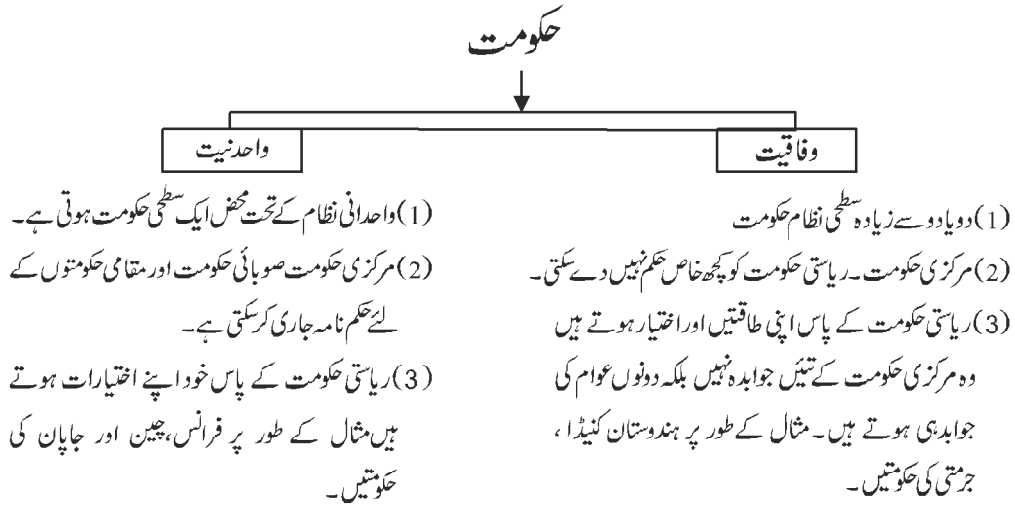 حکومت
وفاقیت
(1) دو یا دو سے زیادہ سطحی نظام حکومت
(2) مرکزی حکومت۔ ریاستی حکومت کو کچھ خاص حکم نہیں دے سکتی۔
(3) ریاستی حکومت کے پاس اپنی طاقتیں اور اختیار ہوتے ہیں
وہ مرکزی حکومت کے تئیں جوابدہ نہیں بلکہ دونوں عوام کی
جوابدہی ہوتے ہیں۔ مثال کے طور پر ہندوستان کنیڈا ،
جرمتی کی حکومتیں۔
واحدنیت
(1) واحدانی نظام کے تحت محض ایک سطحی حکومت ہوتی ہے۔
(2) مرکزی حکومت صوبائی حکومت اور مقامی حکومتوں کے
لئے حکم نامہ جاری کر سکتی ہے۔
(3) ریاستی حکومت کے پاس خود اپنے اختیارات ہوتے
ہیں مثال کے طور پر فرانس، چین اور جاپان کی
حکومتیں۔